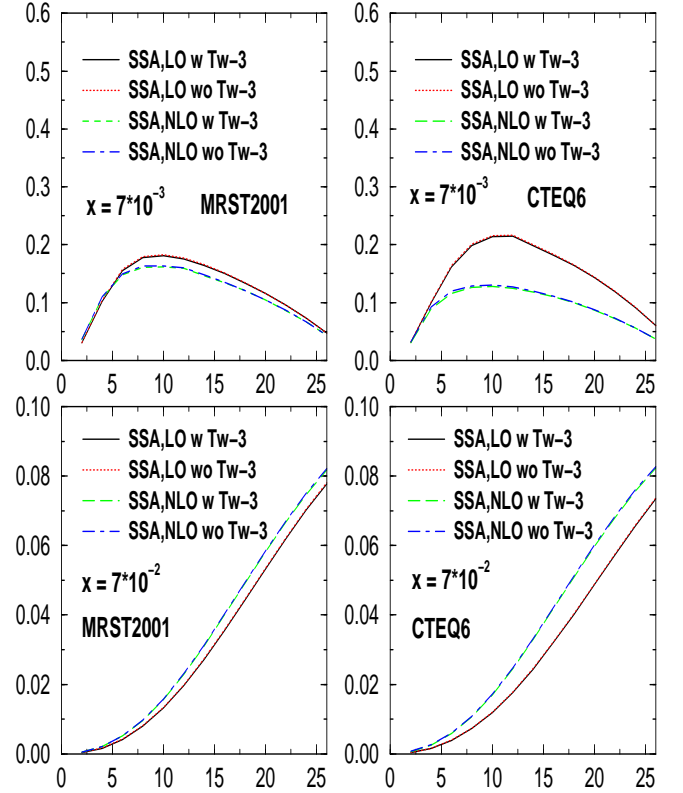 0.6
0.5
0.4
0.3
0.2
0.1
0.0
SSA,LO w Tw-3
SSA,LO wo Tw-3
SSA,NLO w Tw-3
SSA,NLO wo Tw-3
x = 7*10^-3 MRST2001
0 5 10 15 20 25
0.6
0.5
0.4
0.3
0.2
0.1
0.0
SSA,LO w Tw-3
SSA,LO wo Tw-3
SSA,NLO w Tw-3
SSA,NLO wo Tw-3
x = 7*10^-3 CTEQ6
0 5 10 15 20 25
0.10
0.08
0.06
0.04
0.02
0.00
SSA,LO w Tw-3
SSA,LO wo Tw-3
SSA,NLO w Tw-3
SSA,NLO wo Tw-3
x = 7*10^-2
MRST2001
0 5 10 15 20 25
0.10
0.08
0.06
0.04
0.02
0.00
SSA,LO w Tw-3
SSA,LO wo Tw-3
SSA,NLO w Tw-3
SSA,NLO wo Tw-3
x = 7*10^-2
CTEQ6
0 5 10 15 20 25